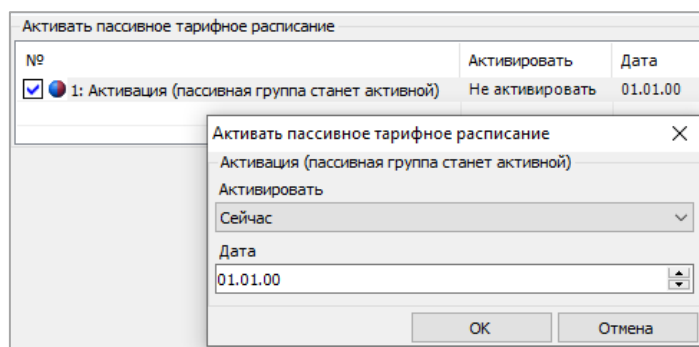 Активать пассивное тарифное расписание
№ Активировать Дата
1: Активация (пассивная группа станет активной) Не активировать 01.01.00
Активать пассивное тарифное расписание
Активация (пассивная группа станет активной)
Активировать
Сейчас
Дата
01.01.00
OK Отмена